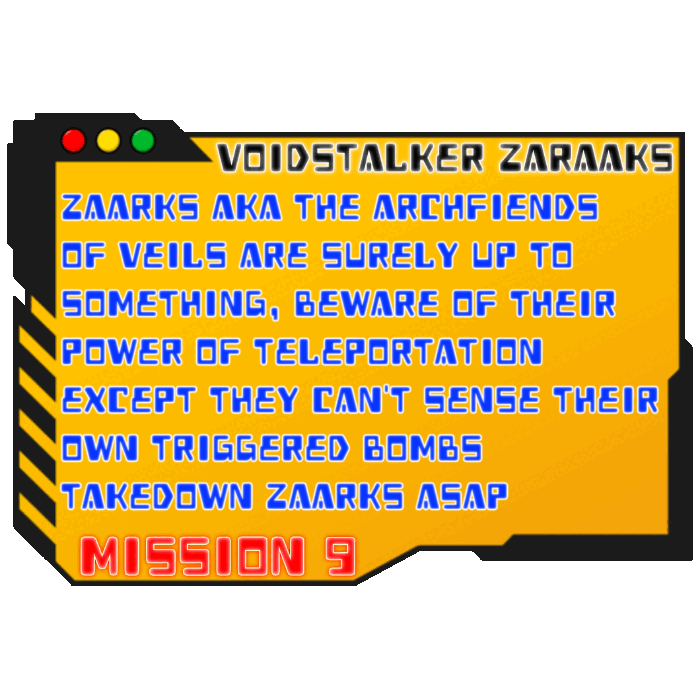 VOIDSTALKER ZARAAKS
ZAARKS AKA THE ARCHFIENDS
OF VEILS ARE SURELY UP TO
SOMETHING, BEWARE OF THEIR
POWER OF TELEPORTATION
EXCEPT THEY CAN'T SENSE THEIR
OWN TRIGGERED BOMBS
TAKEDOWN ZAARKS ASAP
MISSION 9